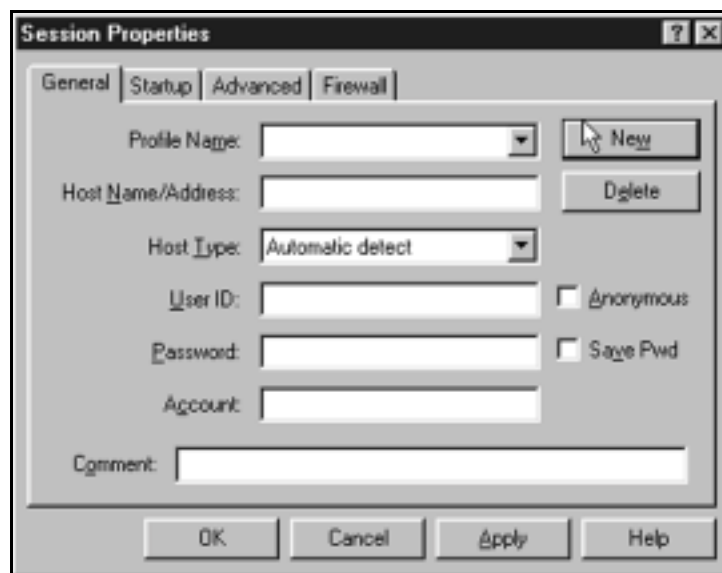 Session Properties
General Startup Advanced Firewall
Profile Name: New
Host Name/Address: Delete
Host Type: Automatic detect
User ID: Anonymous
Password: Save Pwd
Account:
Comment:
OK Cancel Apply Help